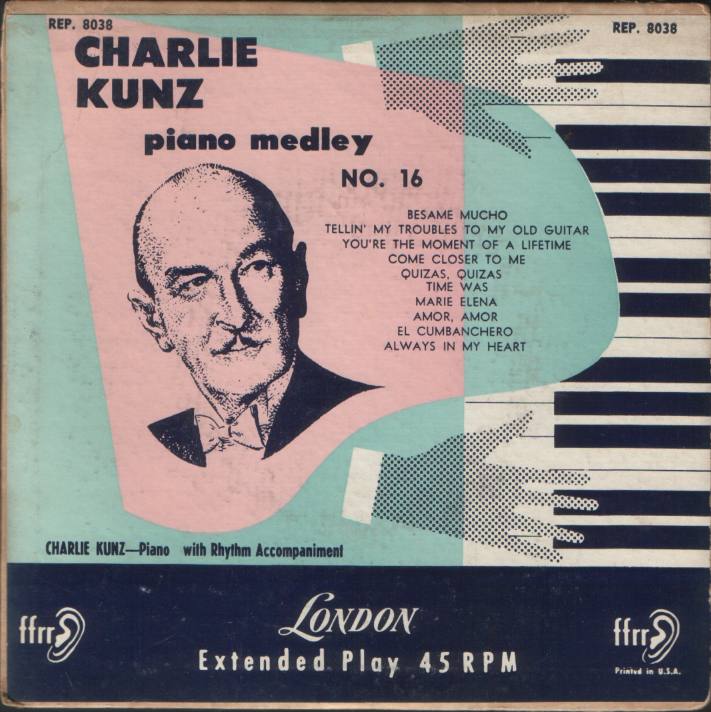 REP. 8038
REP. 8038
CHARLIE
KUNZ
piano medley
NO. 16
BESAME MUCHO
TELLIN' MY TROUBLES TO MY OLD GUITAR
YOU'RE THE MOMENT OF A LIFETIME
COME CLOSER TO ME
QUIZAS, QUIZAS
TIME WAS
MARIE ELENA
AMOR, AMOR
EL CUMBANCHERO
ALWAYS IN MY HEART
CHARLIE KUNZ—Piano with Rhythm Accompaniment
ffrr
LONDON
ffrr
Extended Play 45 RPM
Printed in U.S.A.